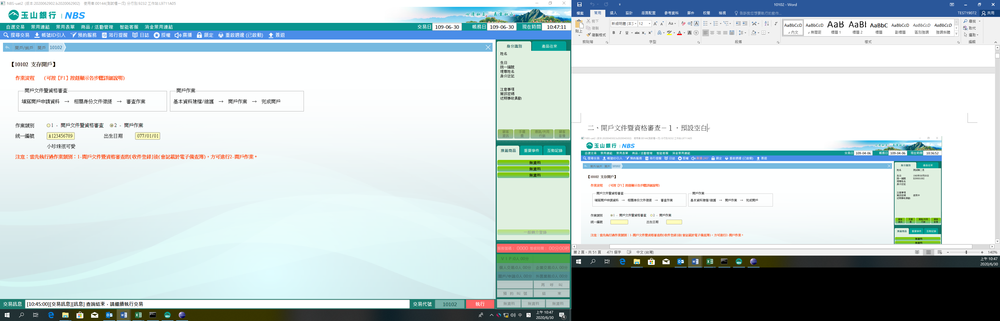 NBS-uat2 (版本:2020062902.b2020062902) 使用者:00144(測試櫃一戊) 分行別:9232 工作站:L9711A05
玉山銀行 | NBS
心清如玉，義重如山。
自選交易 常用連結 常用表單 商品 / 活動管理 智能客服 消金常用連結 交易日 109-06-30 帳務日 109-06-30 現在時間 10:47:11
搜尋交易 帳號ID引入 預約服務 蒞行提醒 日誌 授權 廣播 鎖定 重啟週邊 (已啟動) 簽退
開戶/銷戶 開戶 10102
【10102 支存開戶】
作業流程 （可按［F1］按鈕顯示各步驟詳細說明）
開戶文件暨資格審查
填寫開戶申請資料 → 相關身份文件徵提 → 審查作業
開戶作業
基本資料建檔/維護 → 開戶作業 → 完成開戶
作業類別 1 - 開戶文件暨資格審查 2 - 開戶作業
統一編號 A123456789 出生日期 077/01/01
小珍珠很可愛
注意：需先執行過作業類別：1-開戶文件暨資格審查的[收件登錄]後(會記載於電子備查簿)，方可進行2-開戶作業。
身分識別 產品往來
姓名
生日
統一編號
理專姓名
身分註記
注意事項
簡訊密碼
近期事故異動
顧客資訊 手續費 通路/共同行銷 顧客影像
推薦商品 重要事件 互動記錄
無資料
無資料
無資料
一般轉介登錄
服務號碼： 0000 等候時間： 00分00秒
ＶＩＰ:0人 00分
個人交易:0人 00分 企業交易:0人 00分
開戶/申請:0人 00分 外匯業務:0人 00分
再 呼 叫
預 約 叫 號 結 束
無資料 無資料 無資料
交易訊息 [10:45:00][交易訊息][訊息] 查詢結束，請繼續執行交易 交易代號 10102 執行
NBS
中
上午 10:47
2020/6/30
4
10102 - Word
檔案 常用 插入 設計 版面配置 參考資料 郵件 校閱 檢視 告訴我您想要執行的動作... TEST19072 共用
貼上
剪下
複製
複製格式
剪貼簿
新細明體 (本文 12
字型
段落
AaBbCcD 內文
AaBbCcD 無間距
AaB 標題 1
AaBl 標題 2
AaBbC 標題
AaBbCcD 副標題
AaBbCcD 區別強調
AaBbCcD 強調斜體
樣式
尋找
取代
選取
編輯
二、開戶文件暨資格審查－１．預設空白
NBS-uat2 (版本:2020040302.b2020040302) 使用者:00144(測試櫃一戊) 分行別:9232 工作站:L9711A05
玉山銀行 | NBS
心清如玉，義重如山。
自選交易 常用連結 常用表單 商品 / 活動管理 智能客服 消金常用連結 交易日 109-04-06 帳務日 109-04-06 現在時間 10:36:52
搜尋交易 帳號ID引入 預約服務 蒞行提醒 日誌 授權 廣播:247 鎖定 重啟週邊 (已啟動) 簽退
開戶/銷戶 開戶 10102
【10102 支存開戶】
作業流程 （可按［F1］按鈕顯示各步驟詳細說明）
開戶文件暨資格審查
填寫開戶申請資料 → 相關身份文件徵提 → 審查作業
開戶作業
基本資料建檔/維護 → 開戶作業 → 完成開戶
作業類別 1 - 開戶文件暨資格審查 2 - 開戶作業
統一編號 出生日期
注意：需先執行過作業類別：1-開戶文件暨資格審查的[收件登錄]後(會記載於電子備查簿)，方可進行2-開戶作業。
身分識別 產品往來
姓名
生日 1968年08月08日
統一編號
理專姓名
身分註記
注意事項
簡訊密碼 使用中
近期事故異動
顧客資訊 手續費 通路/共同行銷 顧客影像
推薦商品 重要事件 互動記錄
無資料
無資料
第 2 頁，共 51 頁 471 個字 中文 (台灣) 140%
NBS
上午 10:47
2020/6/30